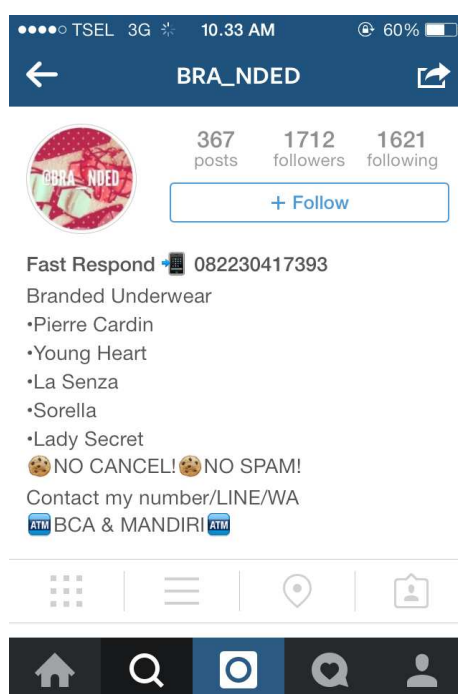 TSEL 3G 10.33 AM 60%
BRA_NDED
@BRA_NDED
367 1712 1621
posts followers following
+ Follow
Fast Respond 📲 082230417393
Branded Underwear
•Pierre Cardin
•Young Heart
•La Senza
•Sorella
•Lady Secret
🍪NO CANCEL!🍪NO SPAM!
Contact my number/LINE/WA
🏧BCA & MANDIRI🏧